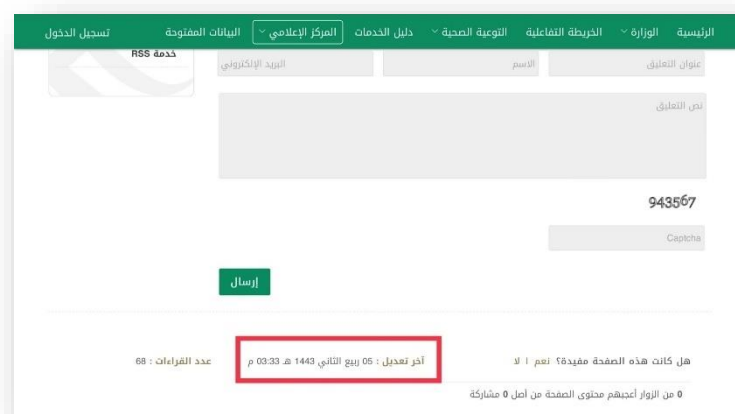 الرئيسية الوزارة الخريطة التفاعلية التوعية الصحية دليل الخدمات المركز الإعلامي البيانات المفتوحة تسجيل الدخول
خدمة RSS
عنوان التعليق الاسم البريد الإلكتروني
نص التعليق
943567
Captcha
إرسال
هل كانت هذه الصفحة مفيدة؟ نعم | لا آخر تعديل : 05 ربيع الثاني 1443 هـ 03:33 م عدد القراءات : 68
0 من الزوار أعجبهم محتوى الصفحة من أصل 0 مشاركة